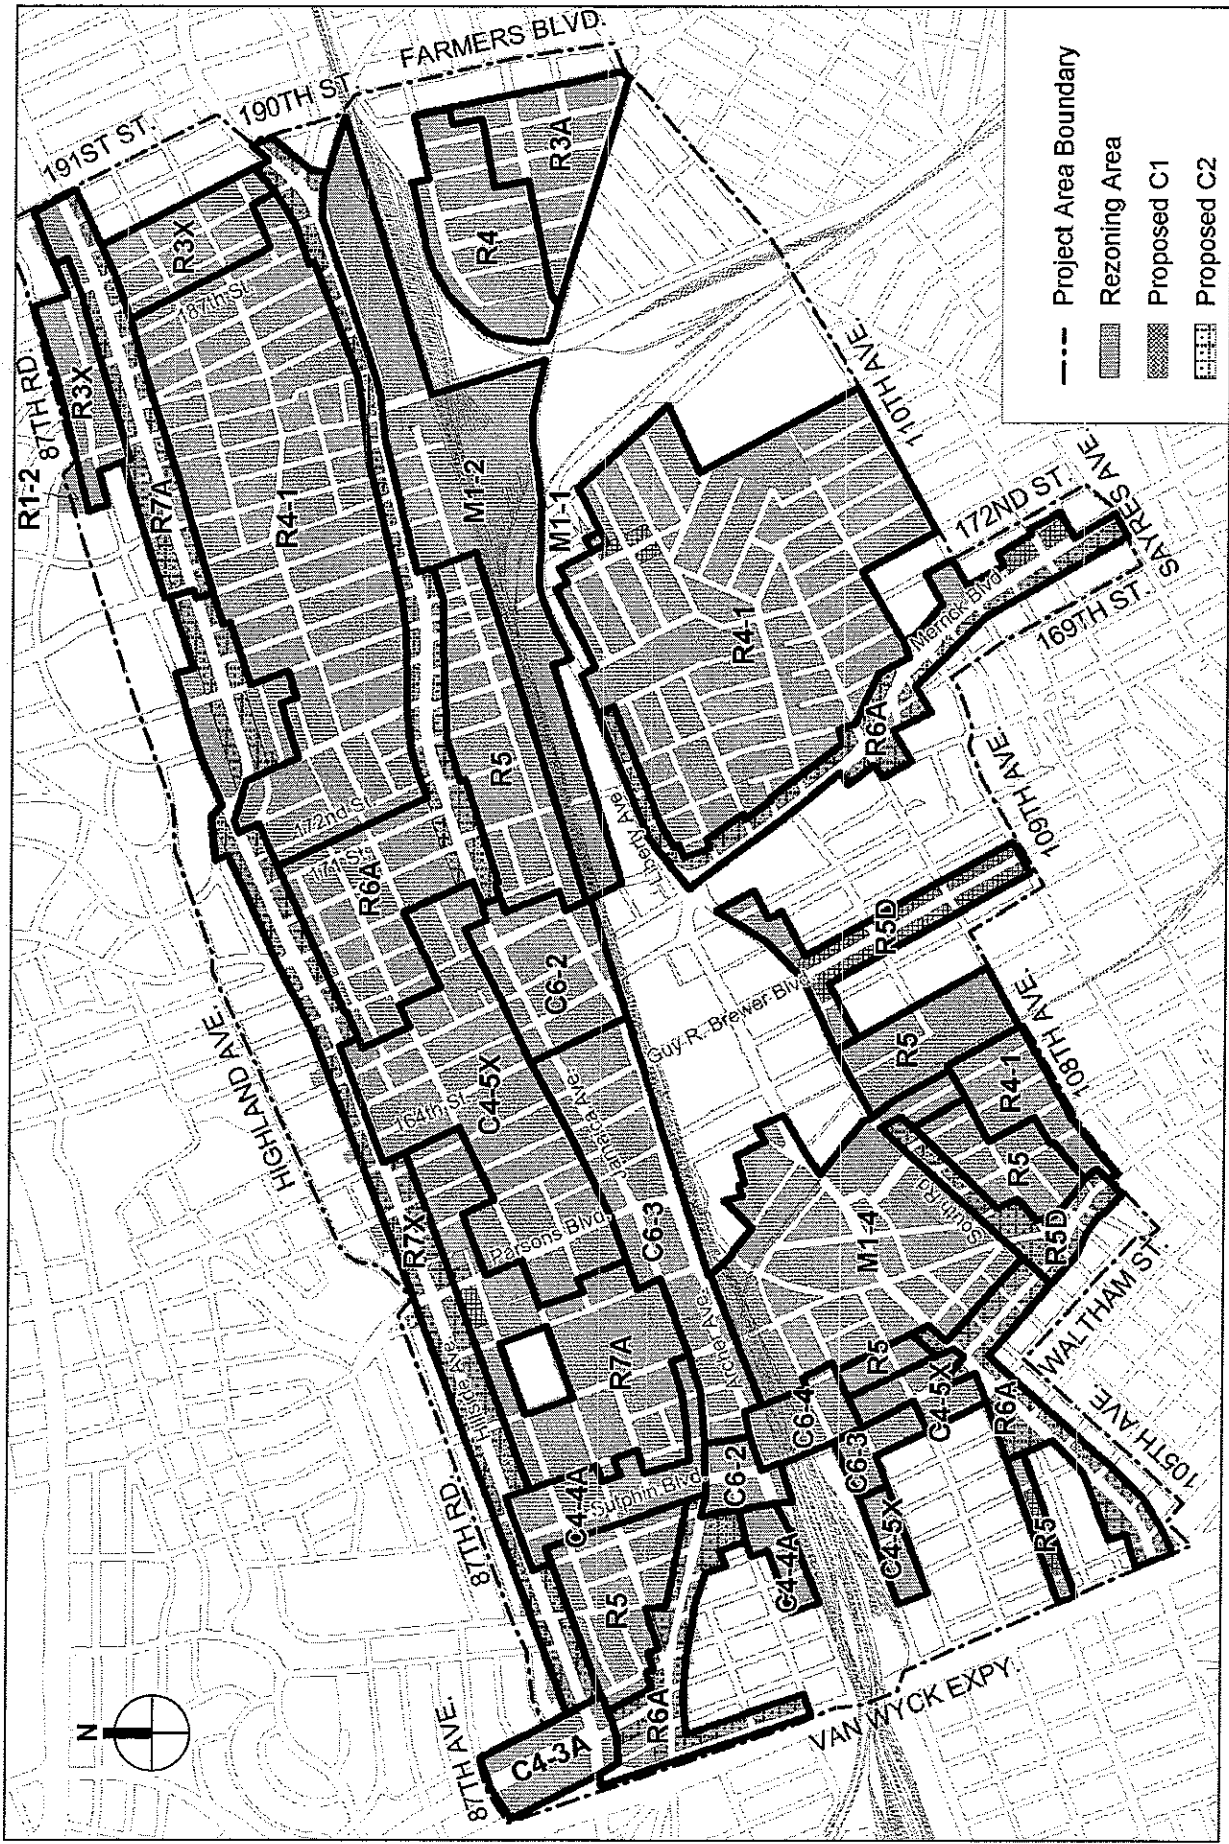 N
87TH AVE.
C4-3A
VAN WYCK EXPY.
R6A
R5
87TH RD.
Hillside Ave
C4-4A
Sutphin Blvd
C6-2
C4-4A
C6-4
C6-3
C4-5X
R5
C4-5X
R5
R6A
105TH AVE
WALTHAM ST.
R7A
Archer Ave
R7X
HIGHLAND AVE
Parsons Blvd
C6-3
Jamaica Ave
M1-4
South Rd
R5D
R5
R4-1
108TH AVE.
R5
164th St
C4-5X
C6-2
Guy R. Brewer Blvd
R5D
109TH AVE
R6A
171 St
172nd St
R5
Liberty Ave
R6A
R4-1
Merrick Blvd
169TH ST.
SAYRES AVE
172ND ST.
110TH AVE
R1-2
87TH RD.
R3X
R7A
R4-1
187th St
R3X
M1-2
M1-1
191ST ST
190TH ST
FARMERS BLVD.
R4
R3A
Project Area Boundary
Rezoning Area
Proposed C1
Proposed C2